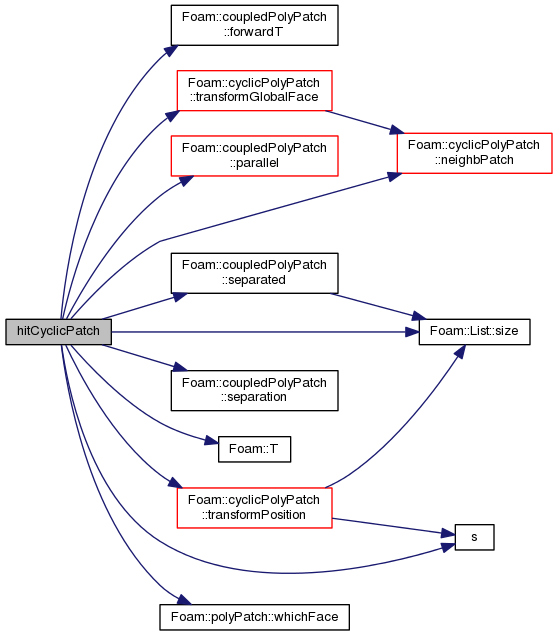 Foam::coupledPolyPatch
::forwardT
Foam::cyclicPolyPatch
::transformGlobalFace
Foam::coupledPolyPatch
::parallel
Foam::cyclicPolyPatch
::neighbPatch
Foam::coupledPolyPatch
::separated
hitCyclicPatch
Foam::List::size
Foam::coupledPolyPatch
::separation
Foam::T
Foam::cyclicPolyPatch
::transformPosition
s
Foam::polyPatch::whichFace